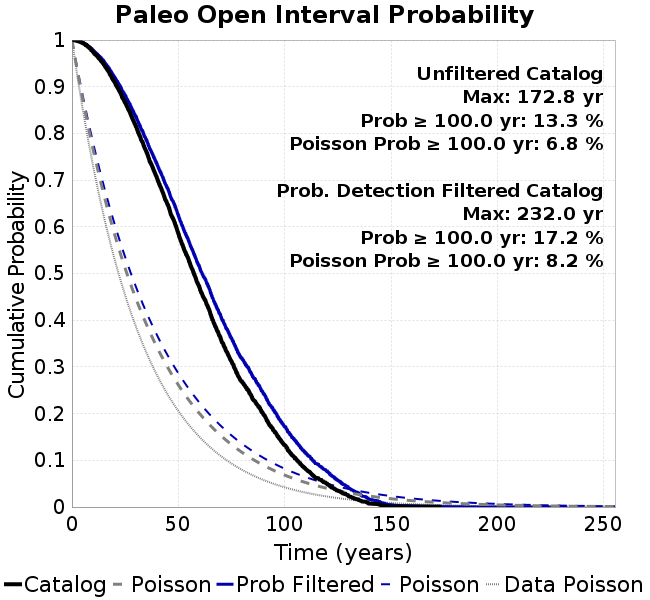 Paleo Open Interval Probability
Cumulative Probability
1
0.9
0.8
0.7
0.6
0.5
0.4
0.3
0.2
0.1
0
Unfiltered Catalog
Max: 172.8 yr
Prob ≥ 100.0 yr: 13.3 %
Poisson Prob ≥ 100.0 yr: 6.8 %
Prob. Detection Filtered Catalog
Max: 232.0 yr
Prob ≥ 100.0 yr: 17.2 %
Poisson Prob ≥ 100.0 yr: 8.2 %
0 50 100 150 200 250
Time (years)
Catalog Poisson Prob Filtered Poisson Data Poisson